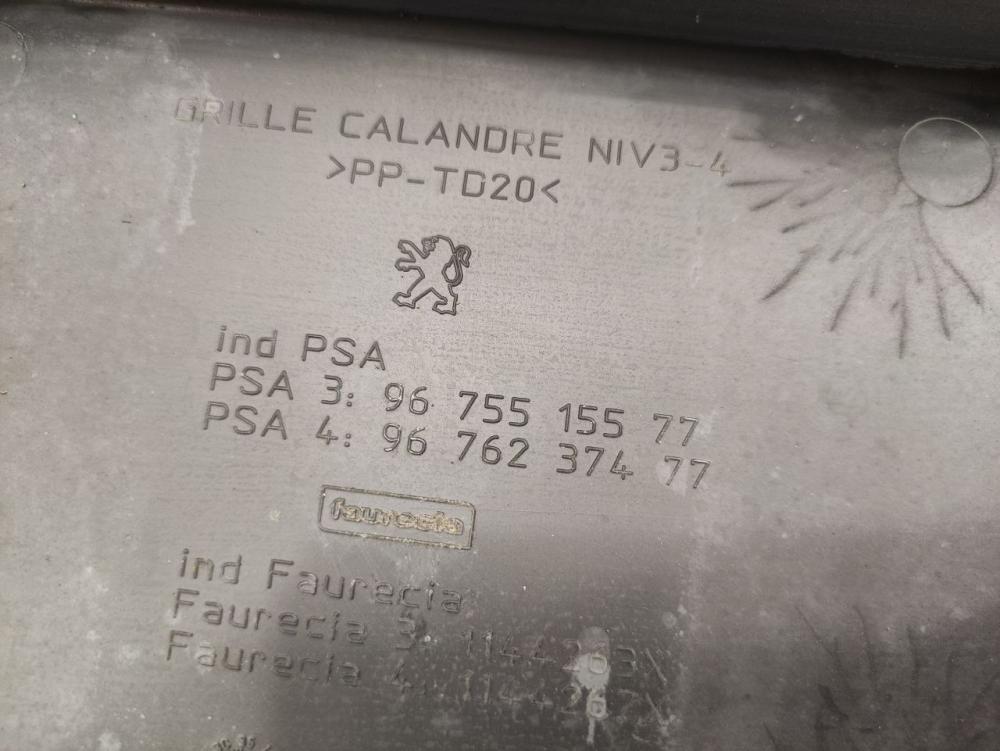 GRILLE CALANDRE NIV3-4
>PP-TD20<
ind PSA
PSA 3: 96 755 155 77
PSA 4: 96 762 374 77
faurecia
ind Faurecia
Faurecia 3:
Faurecia 4: